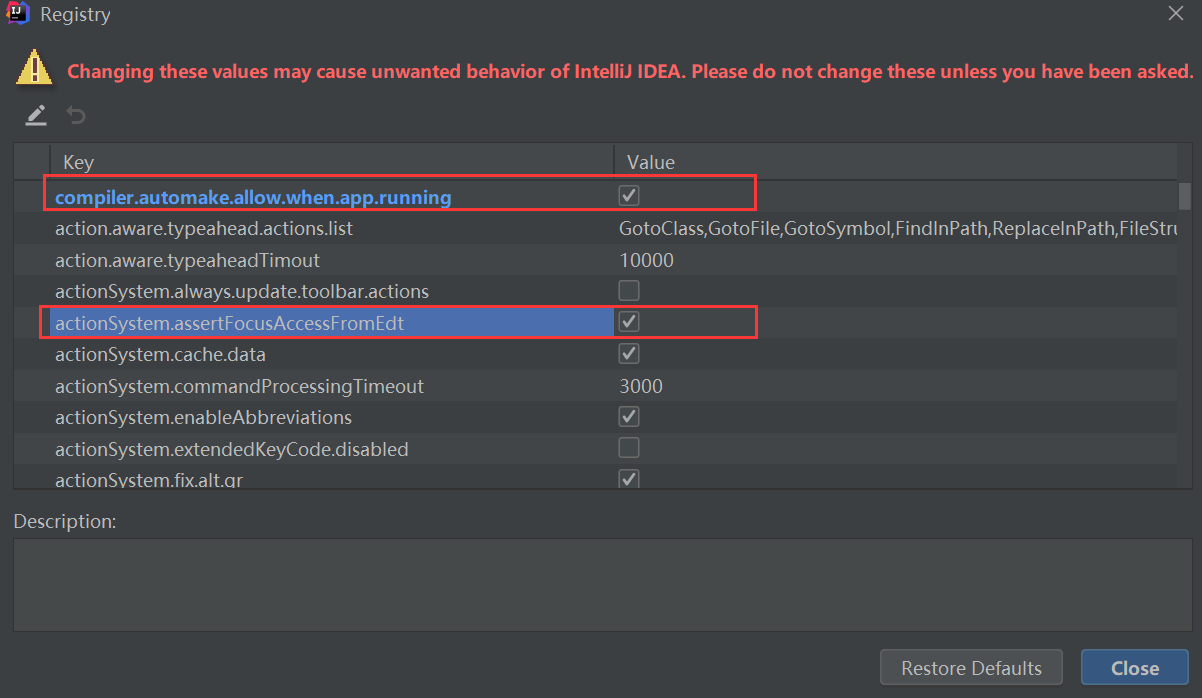 IJ Registry
Changing these values may cause unwanted behavior of IntelliJ IDEA. Please do not change these unless you have been asked.
Key Value
compiler.automake.allow.when.app.running
action.aware.typeahead.actions.list GotoClass,GotoFile,GotoSymbol,FindInPath,ReplaceInPath,FileStru
action.aware.typeaheadTimout 10000
actionSystem.always.update.toolbar.actions
actionSystem.assertFocusAccessFromEdt
actionSystem.cache.data
actionSystem.commandProcessingTimeout 3000
actionSystem.enableAbbreviations
actionSystem.extendedKeyCode.disabled
actionSystem.fix.alt.gr
Description:
Restore Defaults Close